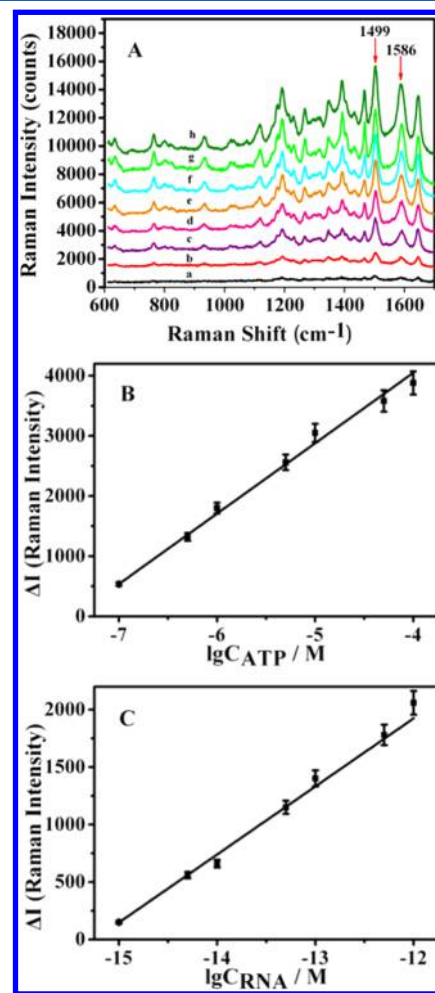 18000
16000
14000
12000
10000
8000
6000
4000
2000
0
Raman Intensity (counts)
A
1499
1586
h
g
f
e
d
c
b
a
600 800 1000 1200 1400 1600
Raman Shift (cm-1)
4000
3000
2000
1000
0
ΔI (Raman Intensity)
B
-7 -6 -5 -4
lgCATP / M
2000
1500
1000
500
0
ΔI (Raman Intensity)
C
-15 -14 -13 -12
lgCRNA / M